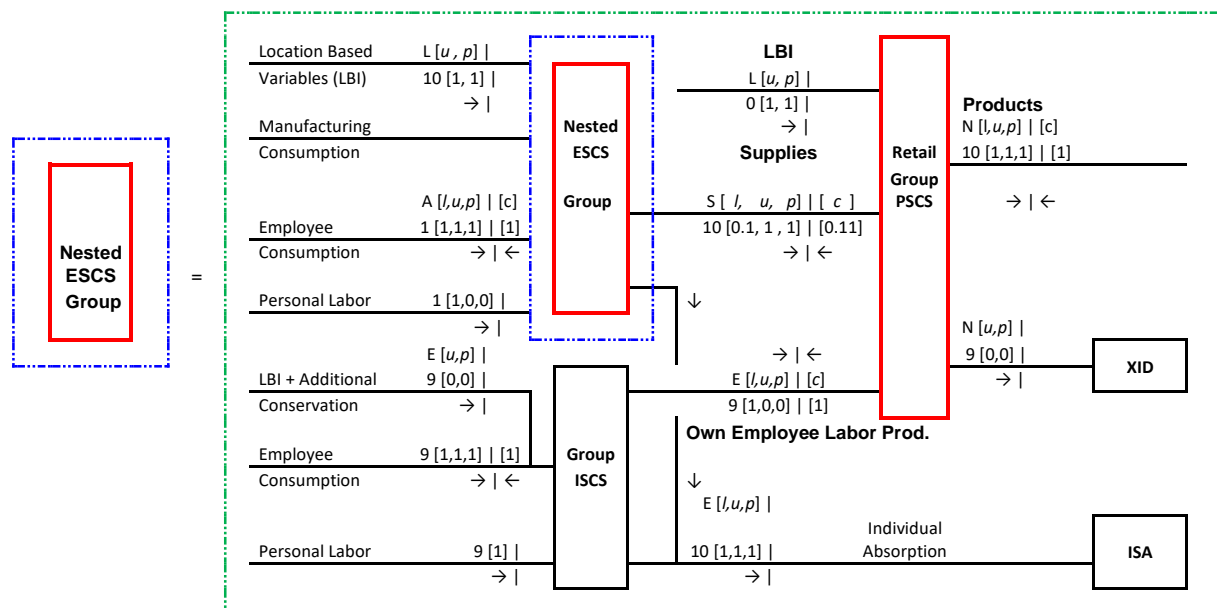 Location Based L [u , p] |
Variables (LBI) 10 [1, 1] |
→ |
Manufacturing
Consumption
A [l,u,p] | [c]
Employee 1 [1,1,1] | [1]
Consumption → | ←
Personal Labor 1 [1,0,0] |
→ |
E [u,p] |
LBI + Additional 9 [0,0] |
Conservation → |
Employee 9 [1,1,1] | [1]
Consumption → | ←
Personal Labor 9 [1] |
→ |
Nested
ESCS
Group
=
Nested
ESCS
Group
Group
ISCS
LBI
L [u, p] |
0 [1, 1] |
→ |
Supplies
S [ l, u, p] | [ c ]
10 [0.1, 1 , 1] | [0.11]
→ | ←
↓
→ | ←
E [l,u,p] | [c]
9 [1,0,0] | [1]
Own Employee Labor Prod.
↓
E [l,u,p] |
10 [1,1,1] |
→ |
Individual
Absorption
Retail
Group
PSCS
Products
N [l,u,p] | [c]
10 [1,1,1] | [1]
→ | ←
N [u,p] |
9 [0,0] |
→ |
XID
ISA